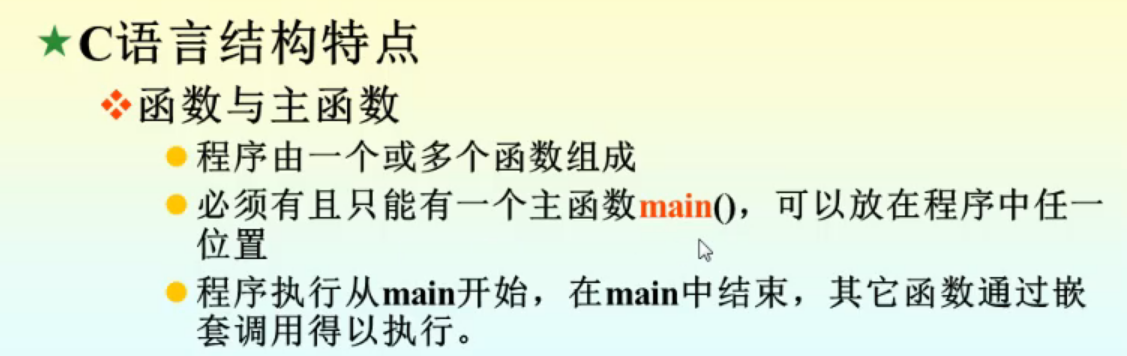 C语言结构特点
函数与主函数
程序由一个或多个函数组成
必须有且只能有一个主函数main()，可以放在程序中任一
位置
程序执行从main开始，在main中结束，其它函数通过嵌
套调用得以执行。